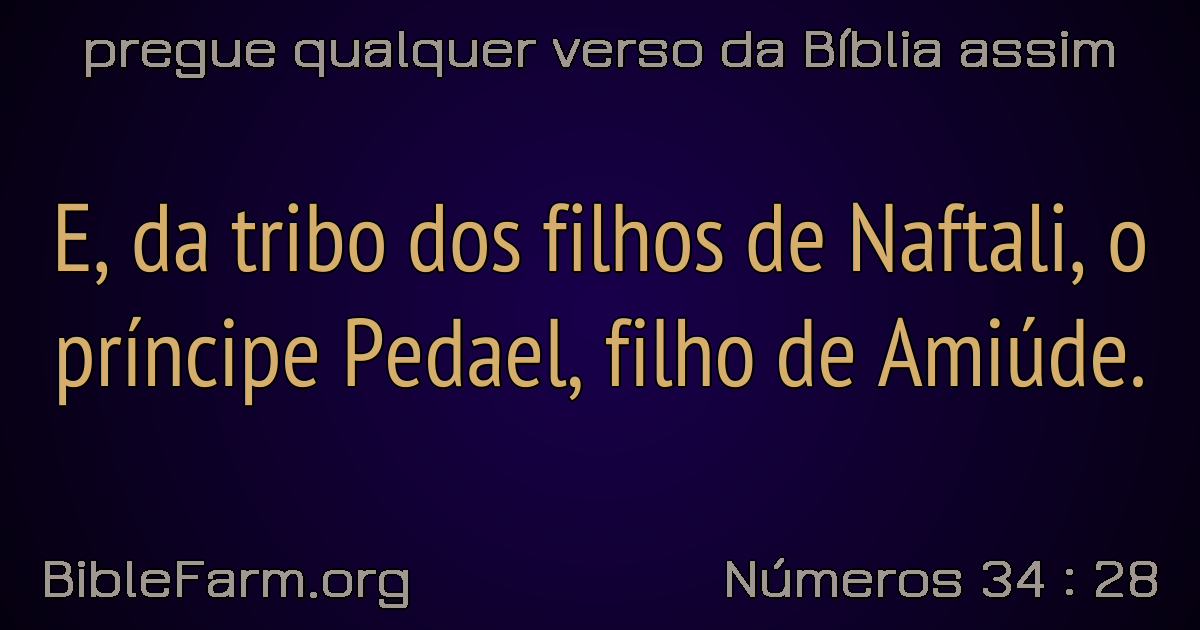 pregue qualquer verso da Bíblia assim
E, da tribo dos filhos de Naftali, o
príncipe Pedael, filho de Amiúde.
BibleFarm.org
Números 34 : 28